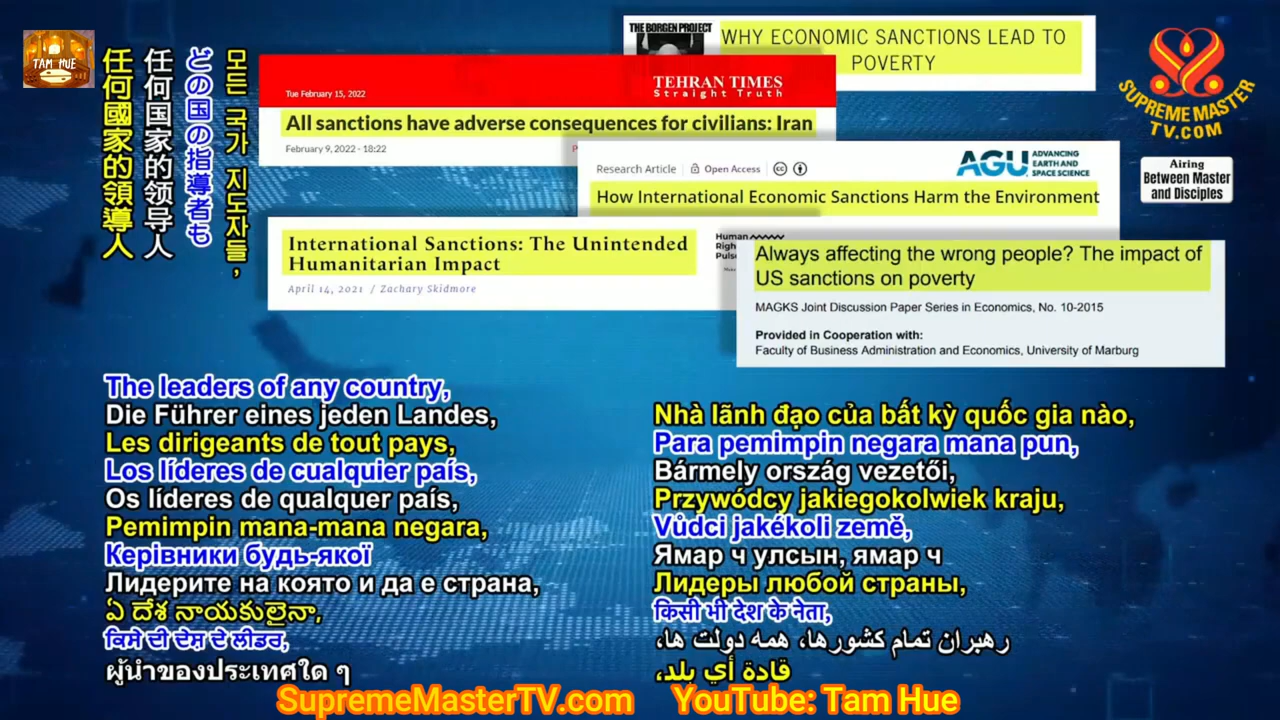 TAM HUE
任何國家的領導人
任何国家的领导人
どの国の指導者も
모든 국가 지도자들,
THE BORGEN PROJECT
WHY ECONOMIC SANCTIONS LEAD TO
POVERTY
Tue February 15, 2022
TEHRAN TIMES
Straight Truth
All sanctions have adverse consequences for civilians: Iran
February 9, 2022 - 18:22
P
Research Article
Open Access
AGU
ADVANCING
EARTH AND
SPACE SCIENCE
How International Economic Sanctions Harm the Environment
International Sanctions: The Unintended
Humanitarian Impact
April 14, 2021 / Zachary Skidmore
Human
Righ
Pulse
Always affecting the wrong people? The impact of
US sanctions on poverty
MAGKS Joint Discussion Paper Series in Economics, No. 10-2015
Provided in Cooperation with:
Faculty of Business Administration and Economics, University of Marburg
SUPREME MASTER
TV.COM
Airing
Between Master
and Disciples
The leaders of any country,
Die Führer eines jeden Landes,
Les dirigeants de tout pays,
Los líderes de cualquier país,
Os líderes de qualquer país,
Pemimpin mana-mana negara,
Керівники будь-якої
Лидерите на която и да е страна,
ఏ దేశ నాయకులైనా,
ਕਿਸੇ ਦੀ ਦੇਸ਼ ਦੇ ਲੀਡਰ,
ผู้นำของประเทศใด ๆ
Nhà lãnh đạo của bất kỳ quốc gia nào,
Para pemimpin negara mana pun,
Bármely ország vezetői,
Przywódcy jakiegokolwiek kraju,
Vůdci jakékoli země,
Ямар ч улсын, ямар ч
Лидеры любой страны,
किसी भी देश के नेता,
رهبران تمام کشورها، همه دولت ها،
قادة أي بلد،
SupremeMasterTV.com YouTube: Tam Hue